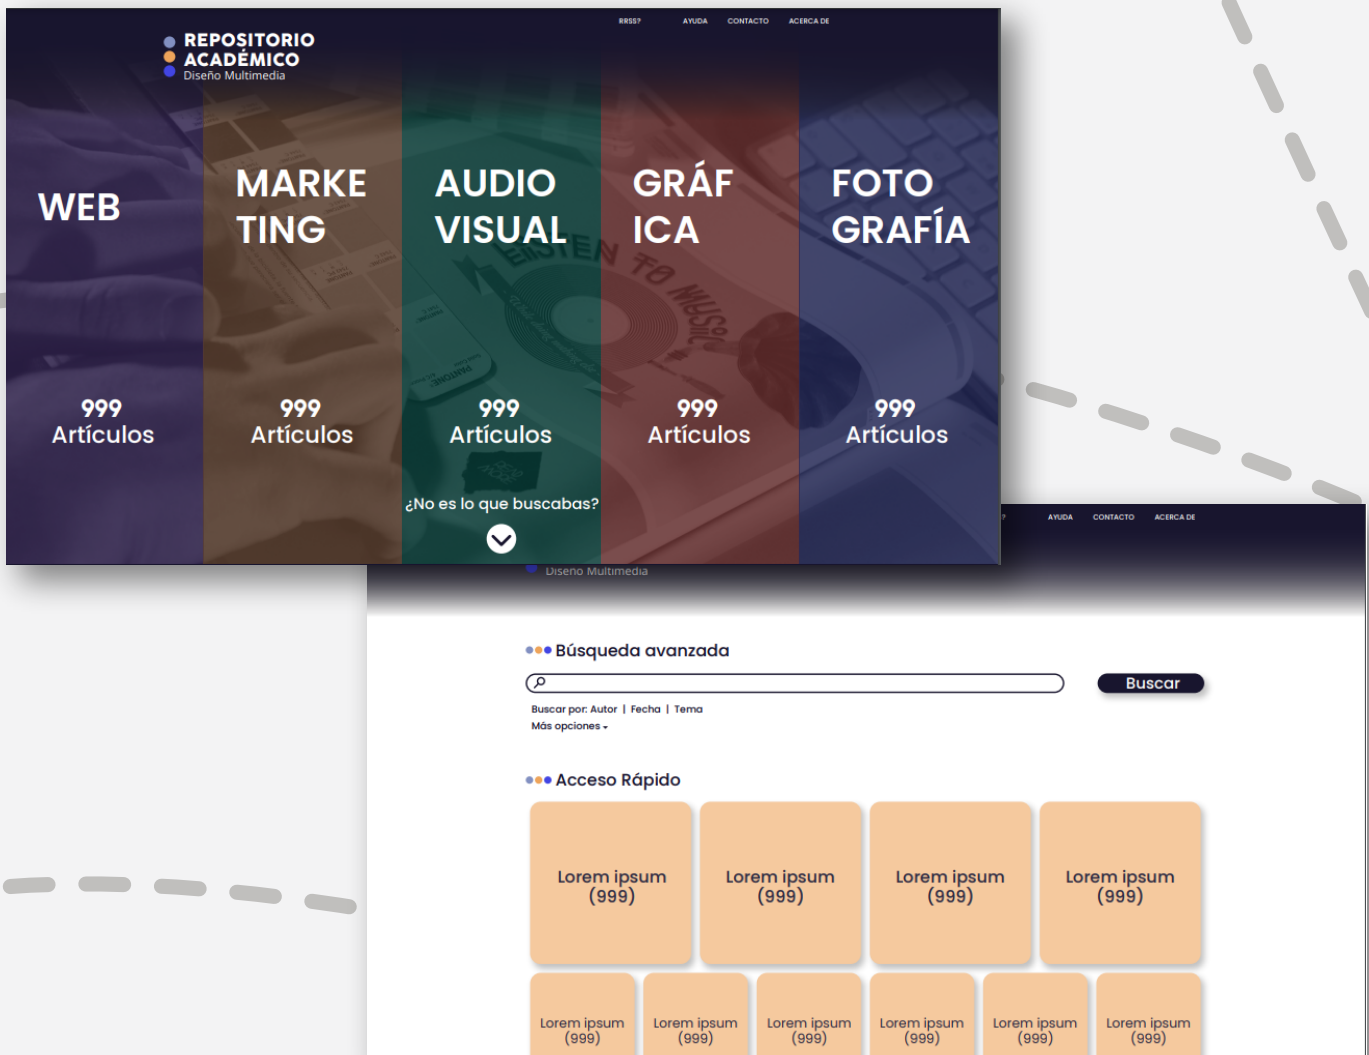 RRSS? AYUDA CONTACTO ACERCA DE
REPOSITORIO
ACADÉMICO
Diseño Multimedia
WEB
MARKE
TING
AUDIO
VISUAL
GRÁF
ICA
FOTO
GRAFÍA
LISTEN TO MUSIC
PANTONE
999
Artículos
999
Artículos
999
Artículos
999
Artículos
999
Artículos
¿No es lo que buscabas?
? AYUDA CONTACTO ACERCA DE
Diseño Multimedia
Búsqueda avanzada
Buscar
Buscar por: Autor | Fecha | Tema
Más opciones
Acceso Rápido
Lorem ipsum
(999)
Lorem ipsum
(999)
Lorem ipsum
(999)
Lorem ipsum
(999)
Lorem ipsum
(999)
Lorem ipsum
(999)
Lorem ipsum
(999)
Lorem ipsum
(999)
Lorem ipsum
(999)
Lorem ipsum
(999)